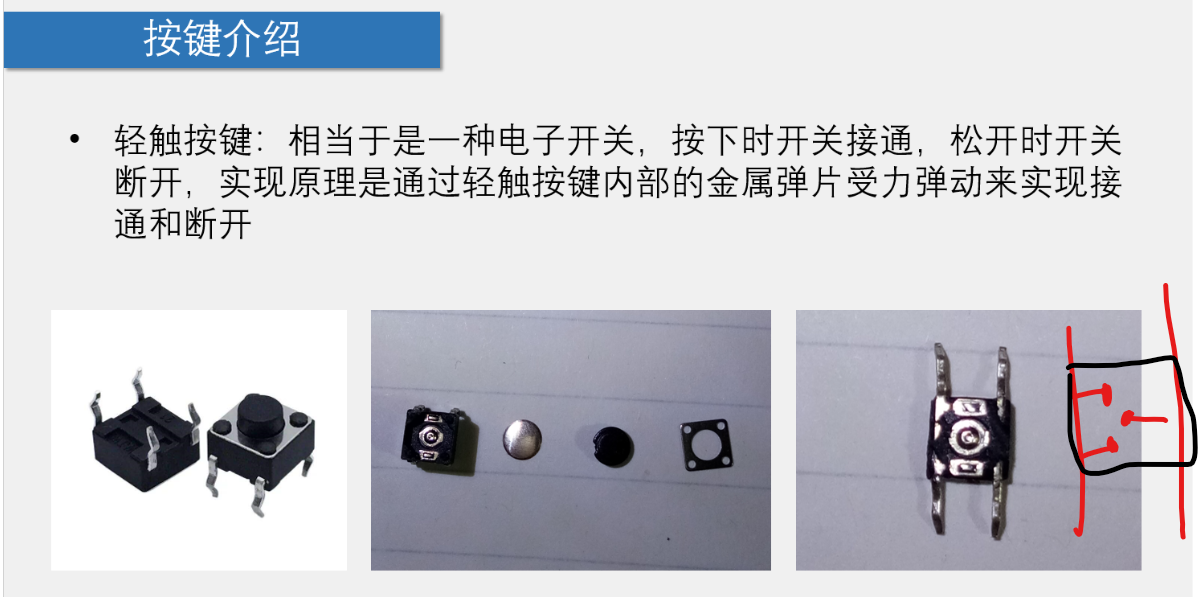 按键介绍
• 轻触按键：相当于是一种电子开关，按下时开关接通，松开时开关
断开，实现原理是通过轻触按键内部的金属弹片受力弹动来实现接
通和断开